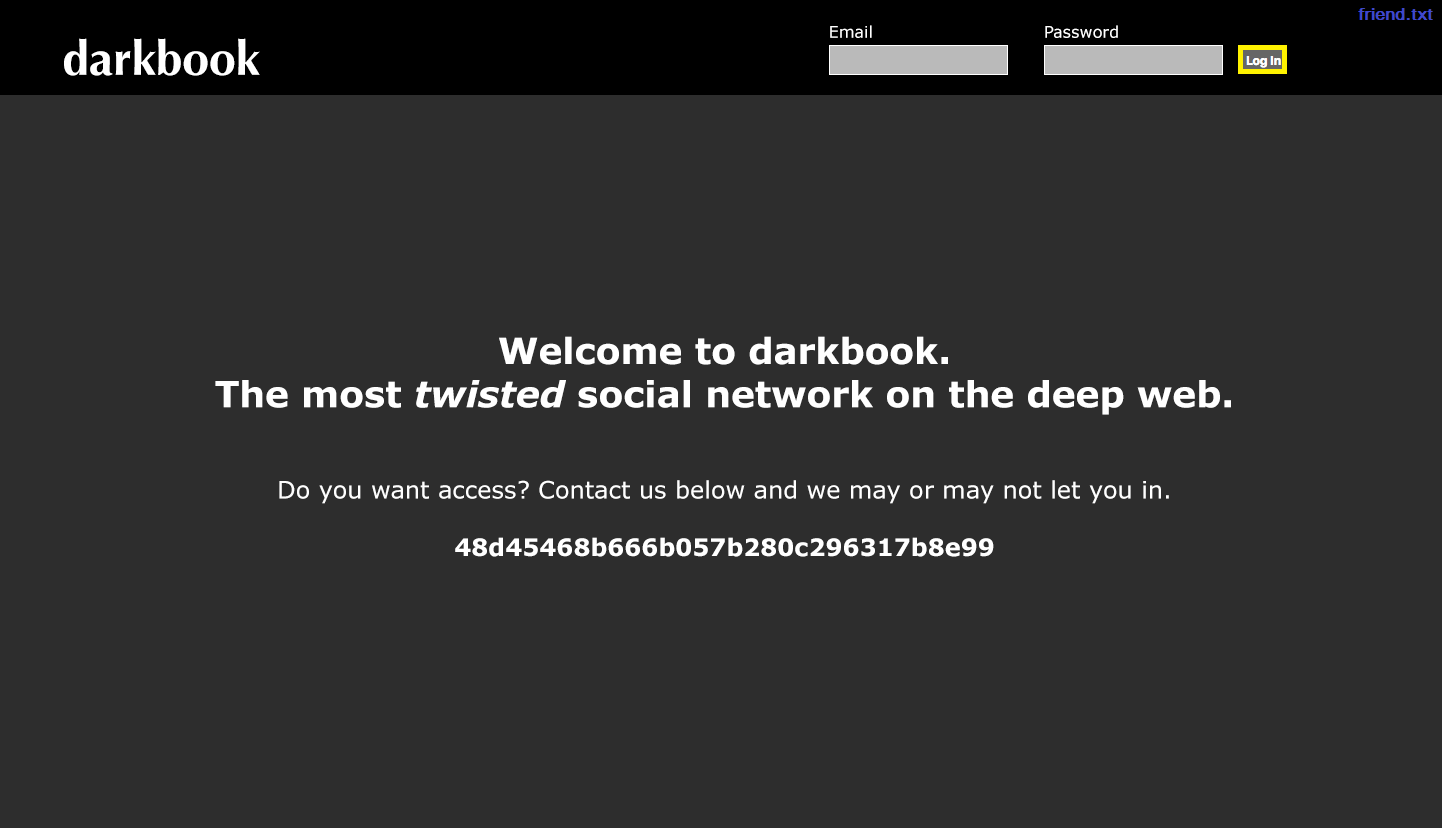 friend.txt
Email
Password
darkbook
Log In
Welcome to darkbook.
The most twisted social network on the deep web.
Do you want access? Contact us below and we may or may not let you in.
48d45468b666b057b280c296317b8e99